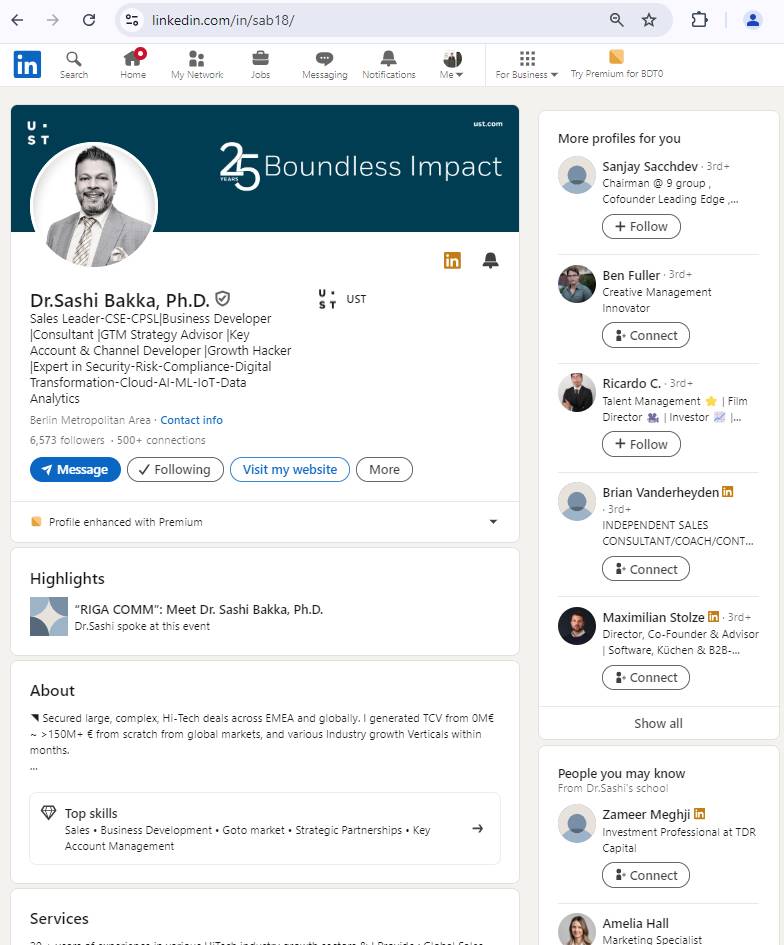 linkedin.com/in/sab18/
in
Search
Home
My Network
Jobs
Messaging
Notifications
Me
For Business
Try Premium for BDT0
U
ST
ust.com
25 Boundless Impact
YEARS
in
Dr.Sashi Bakka, Ph.D.
U
ST
UST
Sales Leader-CSE-CPSL|Business Developer
|Consultant |GTM Strategy Advisor |Key
Account & Channel Developer |Growth Hacker
|Expert in Security-Risk-Compliance-Digital
Transformation-Cloud-AI-ML-IoT-Data
Analytics
Berlin Metropolitan Area · Contact info
6,573 followers · 500+ connections
Message
Following
Visit my website
More
Profile enhanced with Premium
Highlights
“RIGA COMM”: Meet Dr. Sashi Bakka, Ph.D.
Dr.Sashi spoke at this event
About
◥ Secured large, complex, Hi-Tech deals across EMEA and globally. I generated TCV from 0M€
~ >150M+ € from scratch from global markets, and various Industry growth Verticals within
months.
...
Top skills
Sales • Business Development • Goto market • Strategic Partnerships • Key
Account Management
Services
More profiles for you
Sanjay Sacchdev · 3rd+
Chairman @ 9 group ,
Cofounder Leading Edge ,...
+ Follow
Ben Fuller · 3rd+
Creative Management
Innovator
Connect
Ricardo C. · 3rd+
Talent Management ⭐ | Film
Director 🎥 | Investor 📈 |...
+ Follow
Brian Vanderheyden in
· 3rd+
INDEPENDENT SALES
CONSULTANT/COACH/CONT...
Connect
Maximilian Stolze in · 3rd+
Director, Co-Founder & Advisor
| Software, Küchen & B2B-...
Connect
Show all
People you may know
From Dr.Sashi's school
Zameer Meghji in
Investment Professional at TDR
Capital
Connect
Amelia Hall
Marketing Specialist